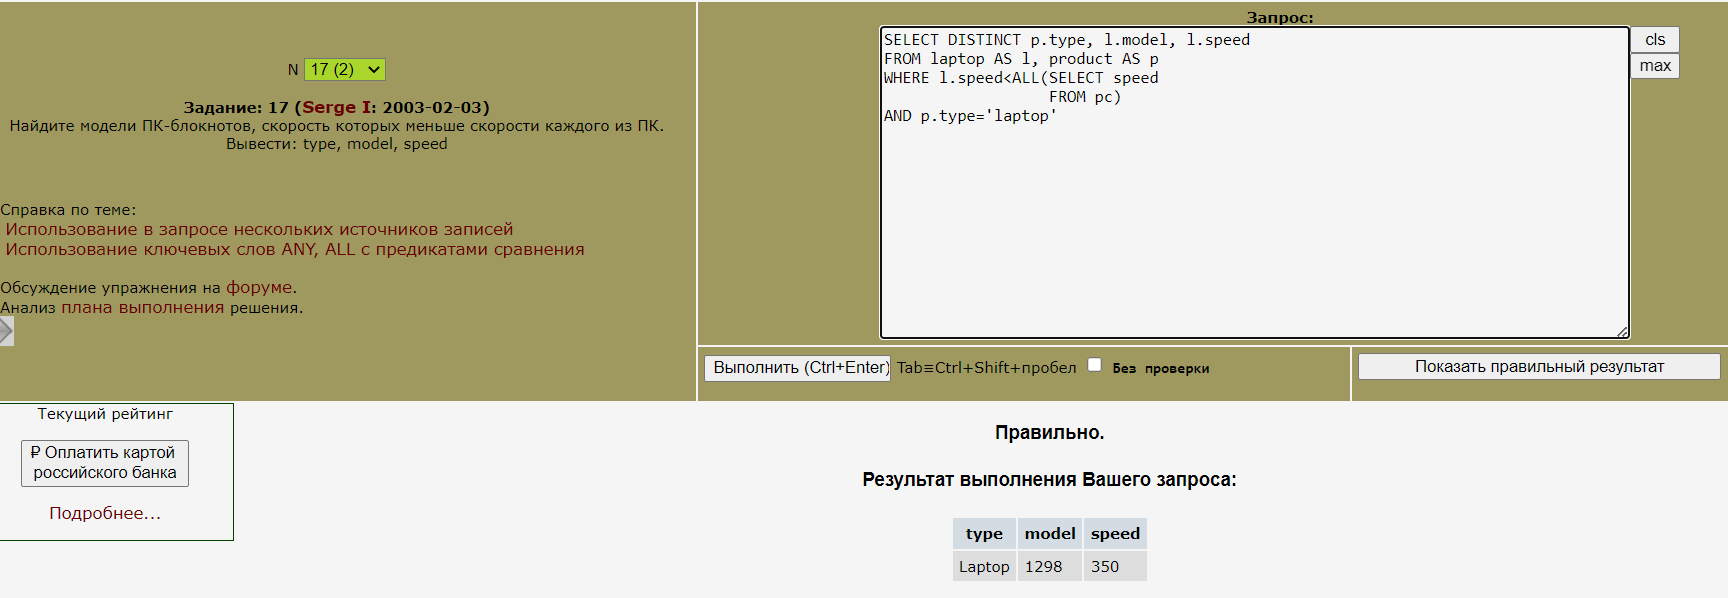 N 17 (2)
Задание: 17 (Serge I: 2003-02-03)
Найдите модели ПК-блокнотов, скорость которых меньше скорости каждого из ПК.
Вывести: type, model, speed
Справка по теме:
Использование в запросе нескольких источников записей
Использование ключевых слов ANY, ALL с предикатами сравнения
Обсуждение упражнения на форуме.
Анализ плана выполнения решения.
Запрос:
SELECT DISTINCT p.type, l.model, l.speed
FROM laptop AS l, product AS p
WHERE l.speed<ALL(SELECT speed
FROM pc)
AND p.type='laptop'
cls
max
Выполнить (Ctrl+Enter) Tab≡Ctrl+Shift+пробел Без проверки
Показать правильный результат
Текущий рейтинг
₽ Оплатить картой
российского банка
Подробнее...
Правильно.
Результат выполнения Вашего запроса:
type model speed
Laptop 1298 350